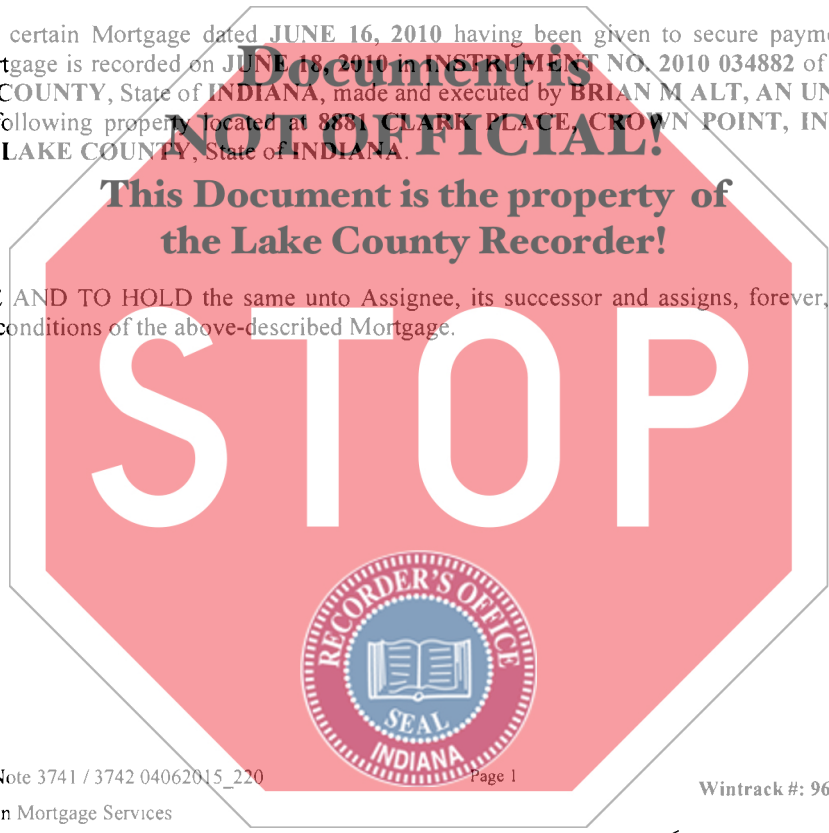 certain Mortgage dated JUNE 16, 2010 having been given to secure payme
tgage is recorded on JUNE 18, 2010 in INSTRUMENT NO. 2010 034882 of
COUNTY, State of INDIANA, made and executed by BRIAN M ALT, AN UN
following property located at 8881 CLARK PLACE, CROWN POINT, IN
LAKE COUNTY, State of INDIANA.
Document is
NOT OFFICIAL!
This Document is the property of
the Lake County Recorder!
E AND TO HOLD the same unto Assignee, its successor and assigns, forever,
conditions of the above-described Mortgage.
STOP
RECORDER'S OFFICE
SEAL
INDIANA
Note 3741 / 3742 04062015_220
Page 1
Wintrack #: 96
n Mortgage Services